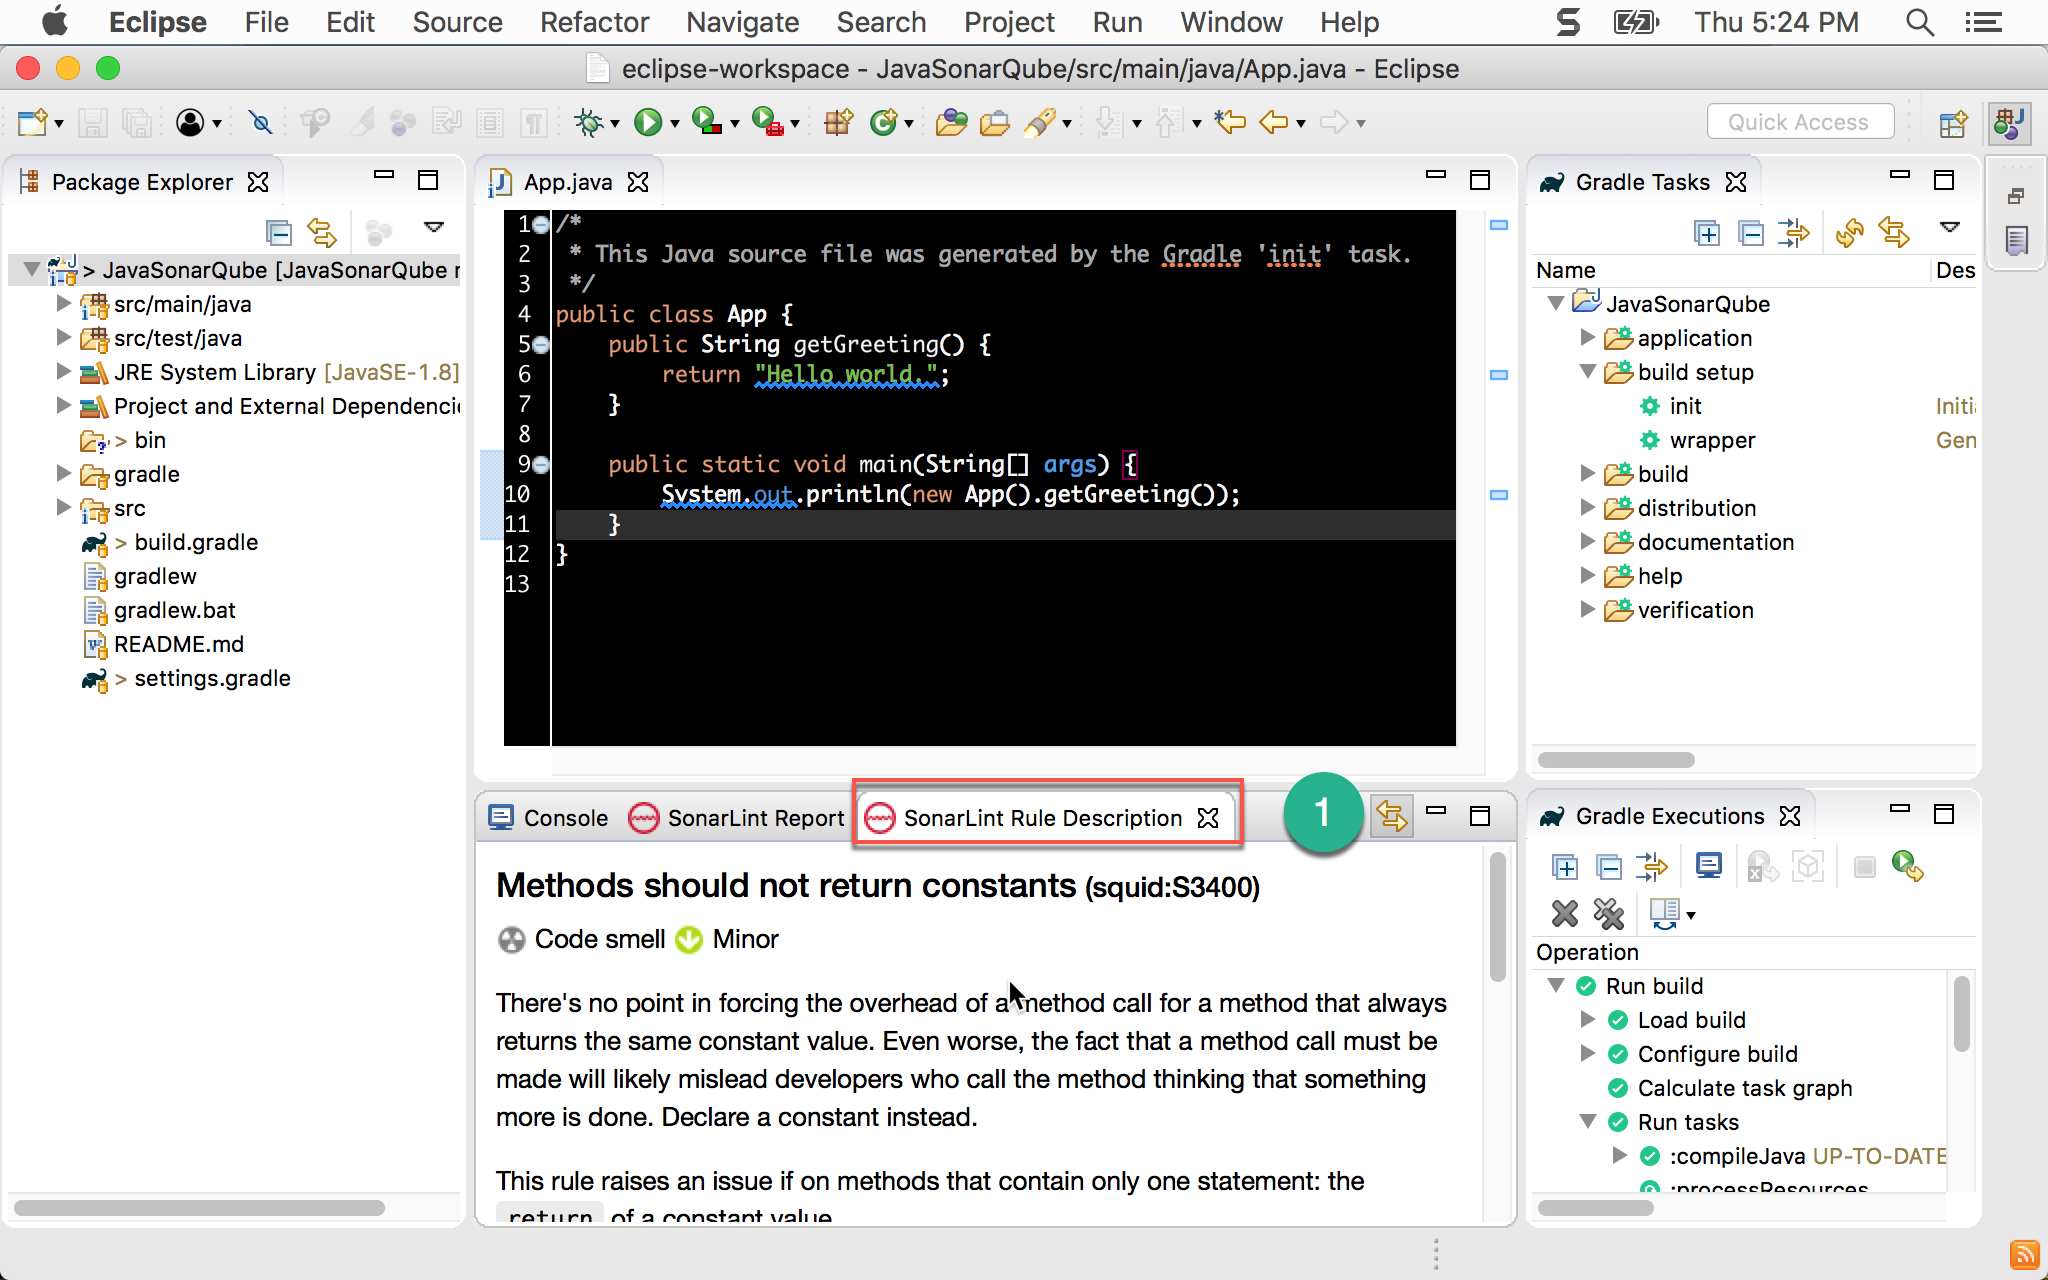 Eclipse File Edit Source Refactor Navigate Search Project Run Window Help Thu 5:24 PM
eclipse-workspace - JavaSonarQube/src/main/java/App.java - Eclipse
Quick Access
Package Explorer
> JavaSonarQube [JavaSonarQube
src/main/java
src/test/java
JRE System Library [JavaSE-1.8]
Project and External Dependenci
> bin
gradle
src
> build.gradle
gradlew
gradlew.bat
README.md
> settings.gradle
App.java
1 /*
2 * This Java source file was generated by the Gradle 'init' task.
3 */
4 public class App {
5 public String getGreeting() {
6 return "Hello world.";
7 }
8
9 public static void main(String[] args) {
10 System.out.println(new App().getGreeting());
11 }
12 }
13
Console SonarLint Report SonarLint Rule Description 1
Methods should not return constants (squid:S3400)
Code smell Minor
There's no point in forcing the overhead of a method call for a method that always
returns the same constant value. Even worse, the fact that a method call must be
made will likely mislead developers who call the method thinking that something
more is done. Declare a constant instead.
This rule raises an issue if on methods that contain only one statement: the
return of a constant value
Gradle Tasks
Name Des
JavaSonarQube
application
build setup
init Initi
wrapper Gen
build
distribution
documentation
help
verification
Gradle Executions
Operation
Run build
Load build
Configure build
Calculate task graph
Run tasks
:compileJava UP-TO-DATE
:processResources